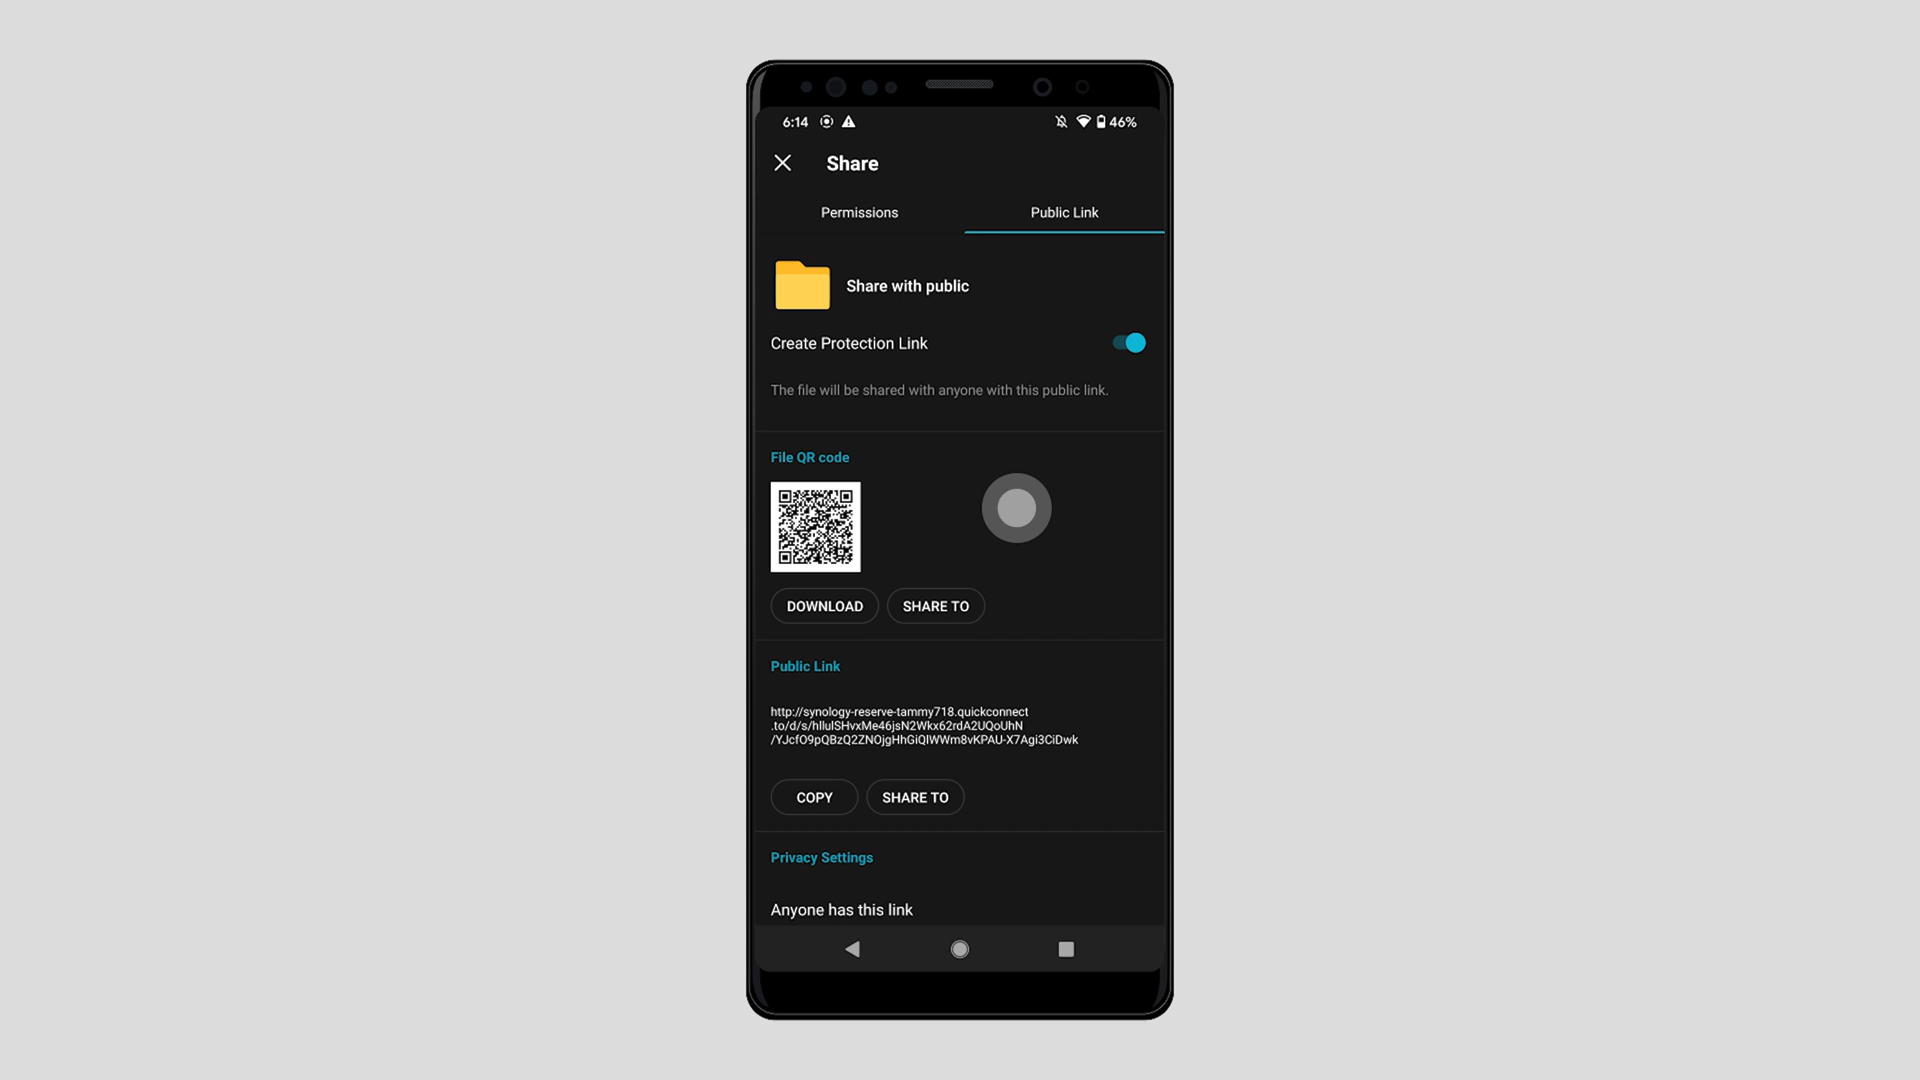 6:14 46%
Share
Permissions Public Link
Share with public
Create Protection Link
The file will be shared with anyone with this public link.
File QR code
DOWNLOAD SHARE TO
Public Link
http://synology-reserve-tammy718.quickconnect
.to/d/s/hlluISHvxMe46jsN2Wkx62rdA2UQoUhN
/YJcfO9pQBzQ2ZNOjgHhGiQIWWm8vKPAU-X7Agi3CiDwk
COPY SHARE TO
Privacy Settings
Anyone has this link